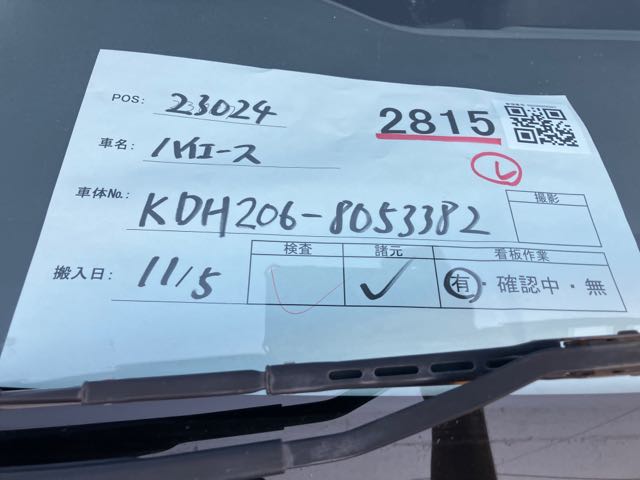 POS: 23024
2815
車名: ハイエース
車体No.: KDH206-8053382
撮影
搬入日: 11/5
検査 諸元 看板作業
✓ 有・確認中・無